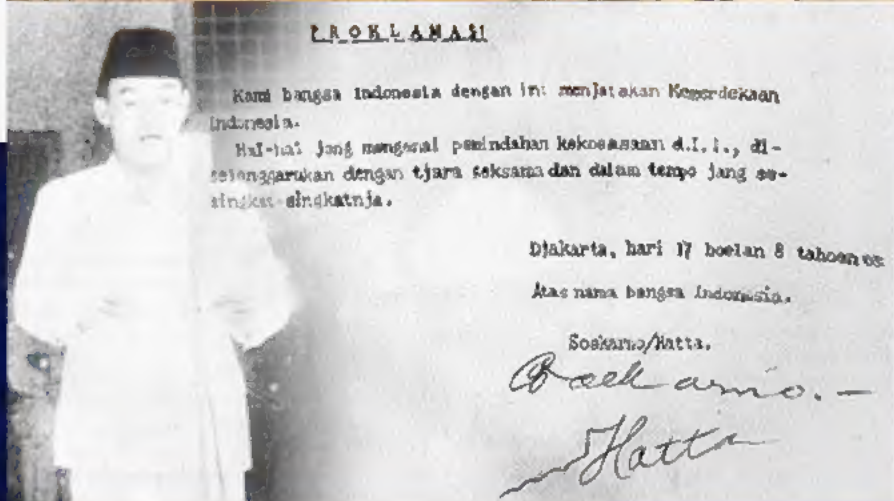 PROKLAMASI
Kami bangsa Indonesia dengan ini menjatakan Kemerdekaan
Indonesia.
Hal-hal jang mengenai pemindahan kekoeasaan d.l.l., di-
selenggarakan dengan tjara seksama dan dalam tempo jang se-
singkat-singkatnja.
Djakarta, hari 17 boelan 8 tahoen 05
Atas nama bangsa Indonesia.
Soekarno/Hatta.
Soekarno.-
Hatta